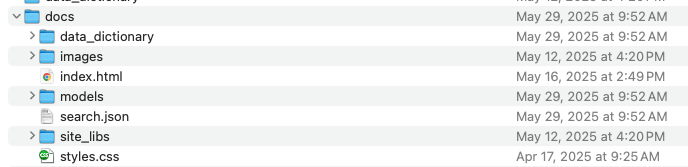 docs May 29, 2025 at 9:52 AM
data_dictionary May 29, 2025 at 9:52 AM
images May 12, 2025 at 4:20 PM
index.html May 16, 2025 at 2:49 PM
models May 29, 2025 at 9:52 AM
search.json May 29, 2025 at 9:52 AM
site_libs May 12, 2025 at 4:20 PM
styles.css Apr 17, 2025 at 9:25 AM